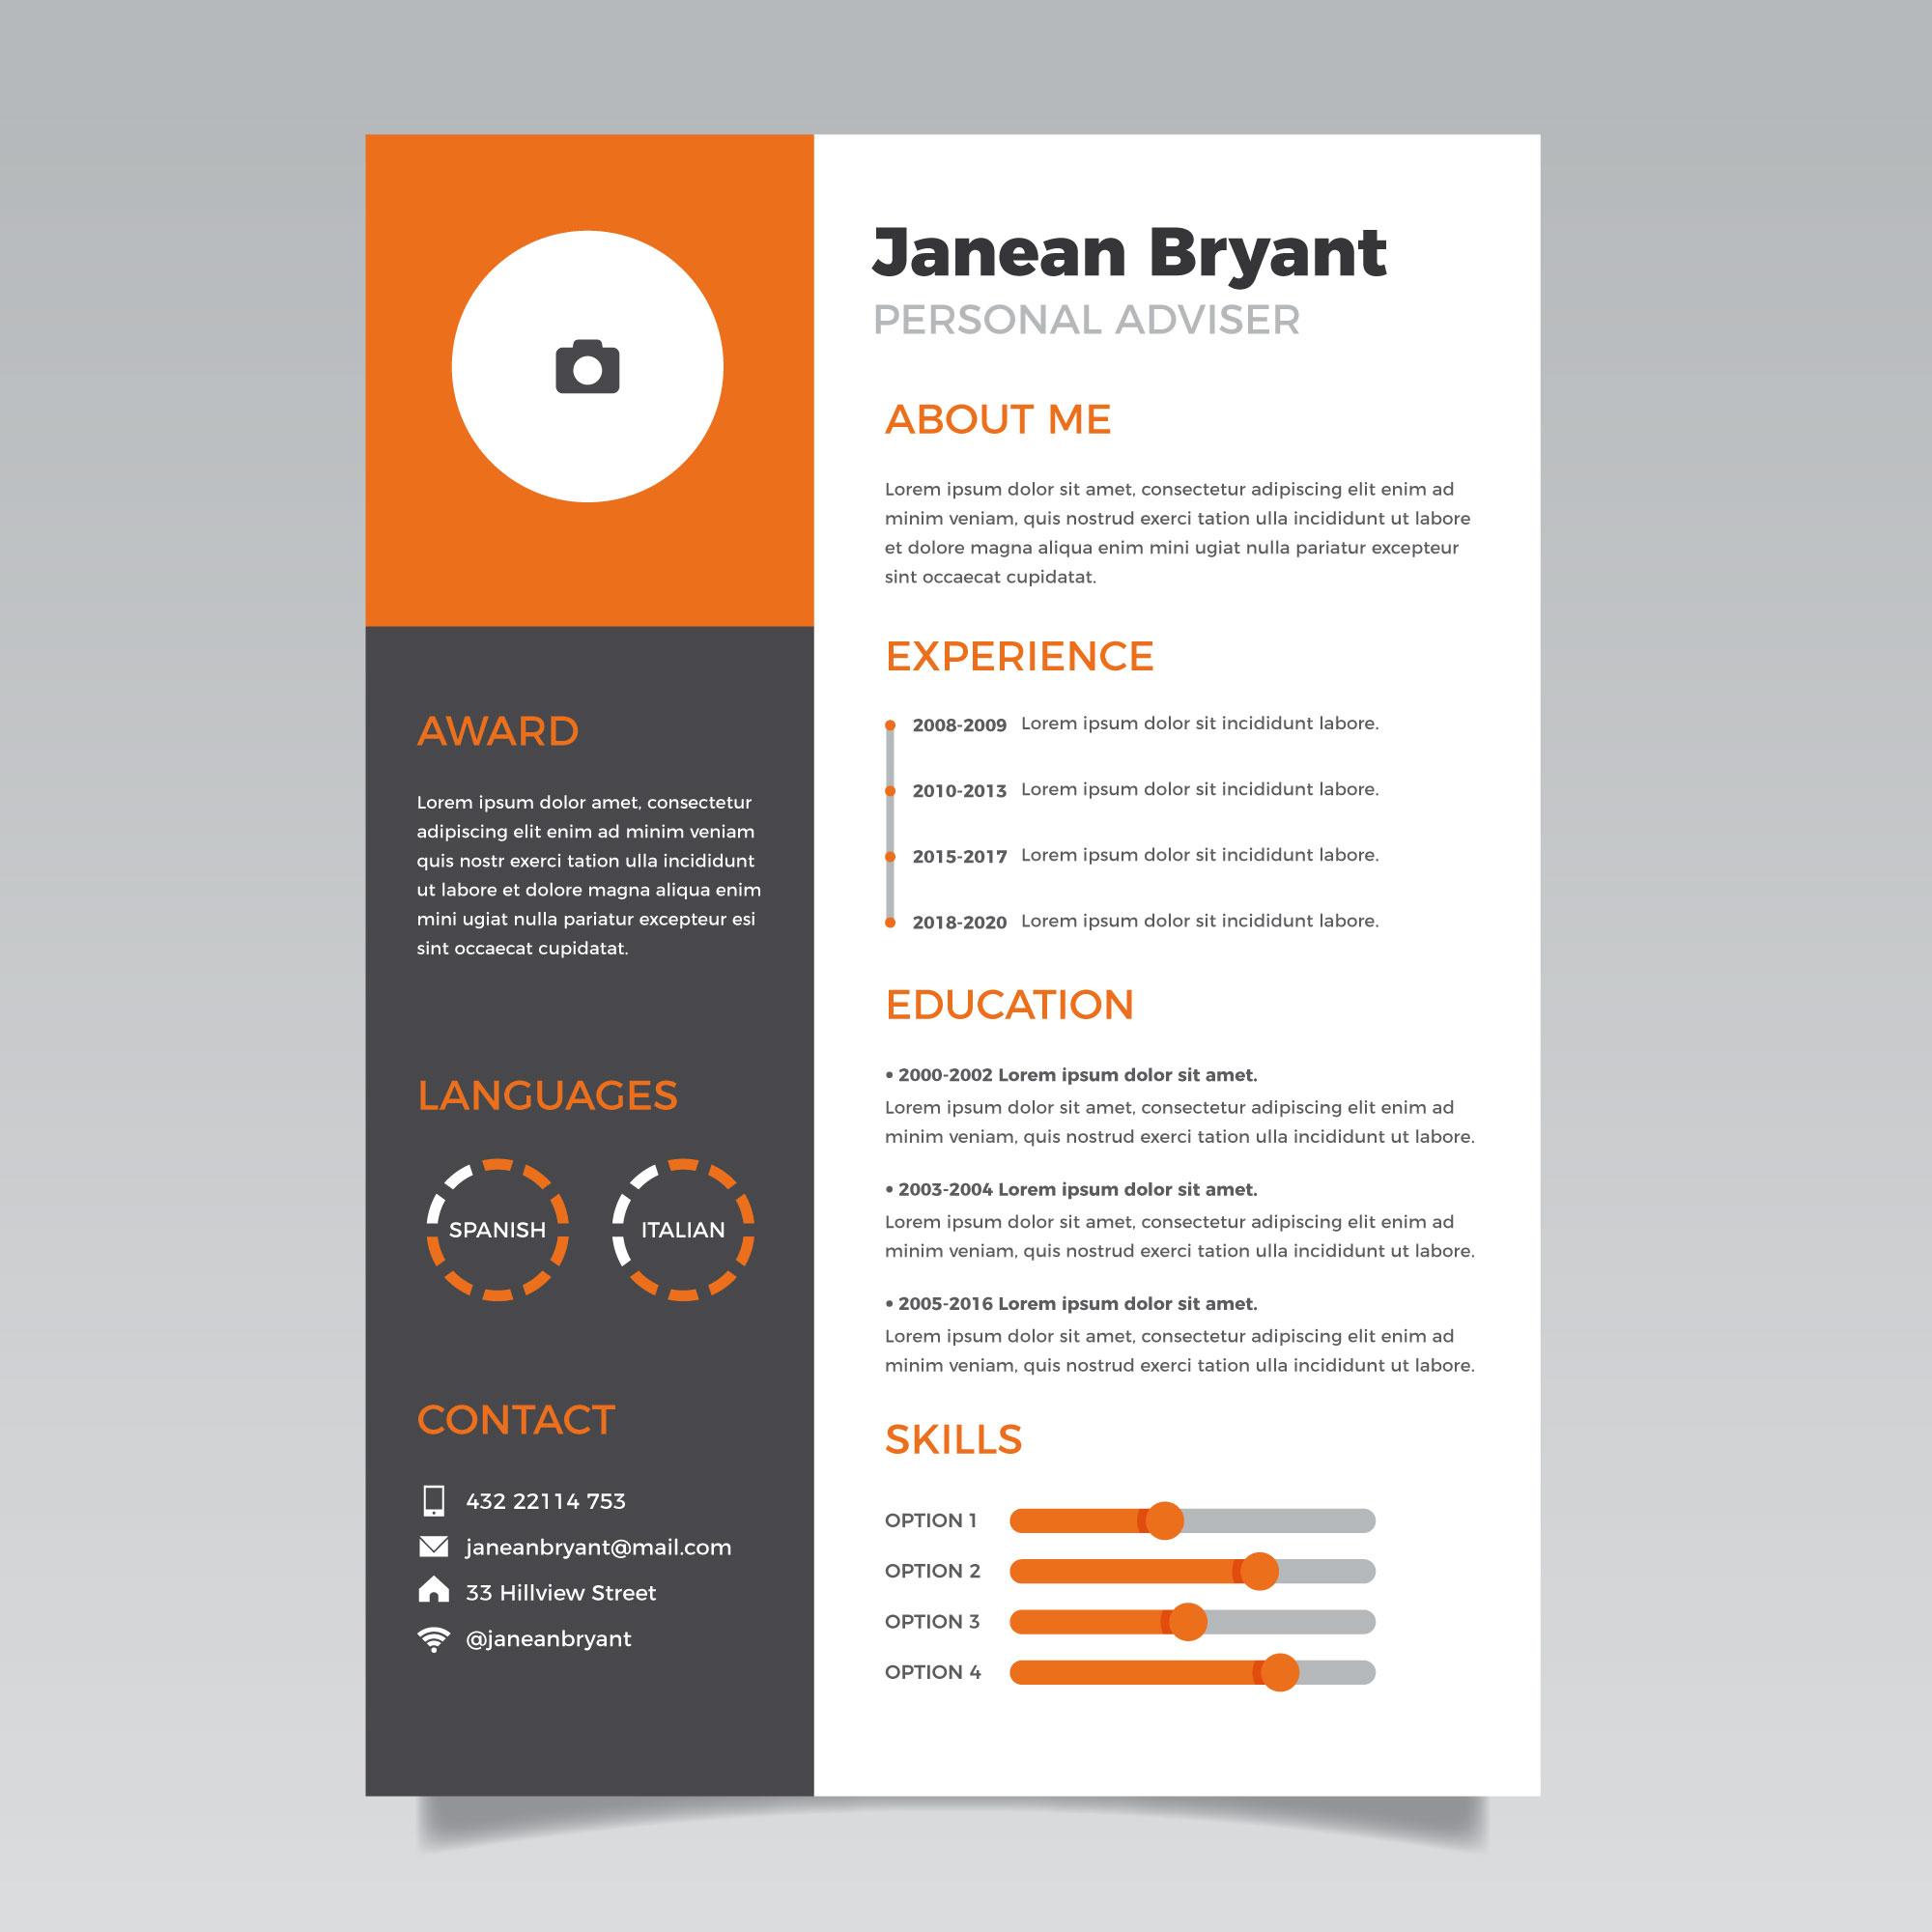 Janean Bryant
PERSONAL ADVISER
AWARD
Lorem ipsum dolor amet, consectetur
adipiscing elit enim ad minim veniam
quis nostr exerci tation ulla incididunt
ut labore et dolore magna aliqua enim
mini ugiat nulla pariatur excepteur esi
sint occaecat cupidatat.
LANGUAGES
SPANISH
ITALIAN
CONTACT
432 22114 753
janeanbryant@mail.com
33 Hillview Street
@janeanbryant
ABOUT ME
Lorem ipsum dolor sit amet, consectetur adipiscing elit enim ad
minim veniam, quis nostrud exerci tation ulla incididunt ut labore
et dolore magna aliqua enim mini ugiat nulla pariatur excepteur
sint occaecat cupidatat.
EXPERIENCE
2008-2009 Lorem ipsum dolor sit incididunt labore.
2010-2013 Lorem ipsum dolor sit incididunt labore.
2015-2017 Lorem ipsum dolor sit incididunt labore.
2018-2020 Lorem ipsum dolor sit incididunt labore.
EDUCATION
• 2000-2002 Lorem ipsum dolor sit amet.
Lorem ipsum dolor sit amet, consectetur adipiscing elit enim ad
minim veniam, quis nostrud exerci tation ulla incididunt ut labore.
• 2003-2004 Lorem ipsum dolor sit amet.
Lorem ipsum dolor sit amet, consectetur adipiscing elit enim ad
minim veniam, quis nostrud exerci tation ulla incididunt ut labore.
• 2005-2016 Lorem ipsum dolor sit amet.
Lorem ipsum dolor sit amet, consectetur adipiscing elit enim ad
minim veniam, quis nostrud exerci tation ulla incididunt ut labore.
SKILLS
OPTION 1
OPTION 2
OPTION 3
OPTION 4